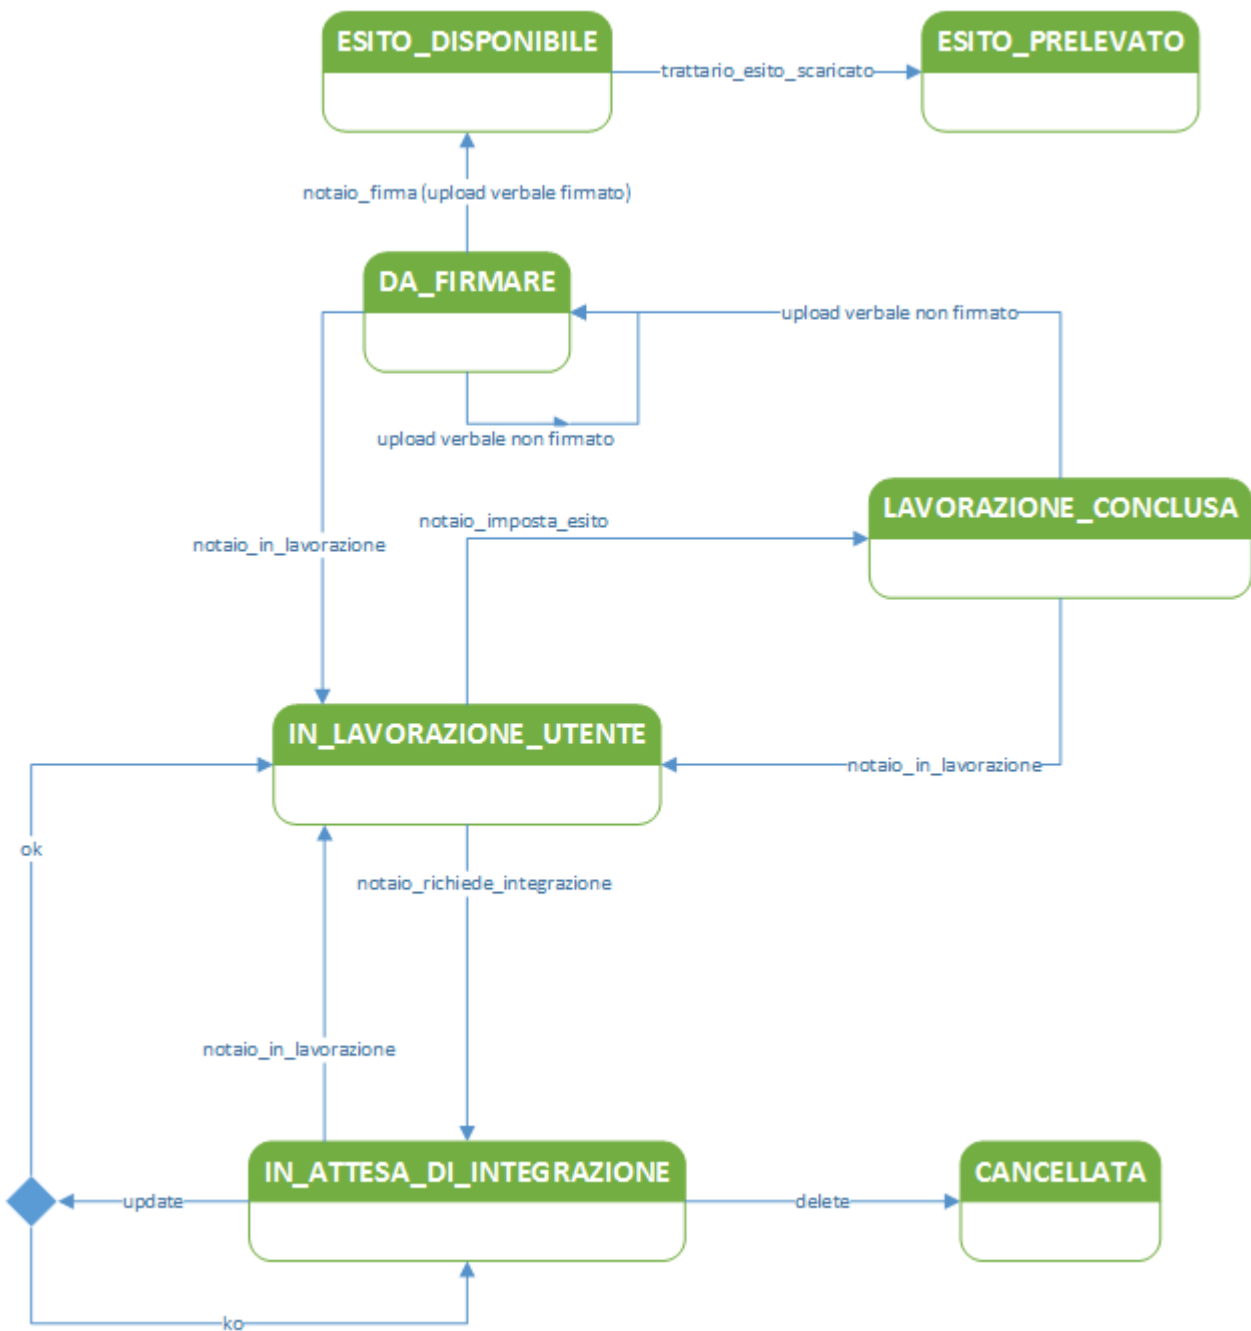 ESITO_DISPONIBILE
ESITO_PRELEVATO
trattario_esito_scaricato
notaio_firma (upload verbale firmato)
DA_FIRMARE
upload verbale non firmato
upload verbale non firmato
LAVORAZIONE_CONCLUSA
notaio_imposta_esito
notaio_in_lavorazione
IN_LAVORAZIONE_UTENTE
notaio_in_lavorazione
ok
notaio_richiede_integrazione
notaio_in_lavorazione
IN_ATTESA_DI_INTEGRAZIONE
CANCELLATA
update
delete
ko